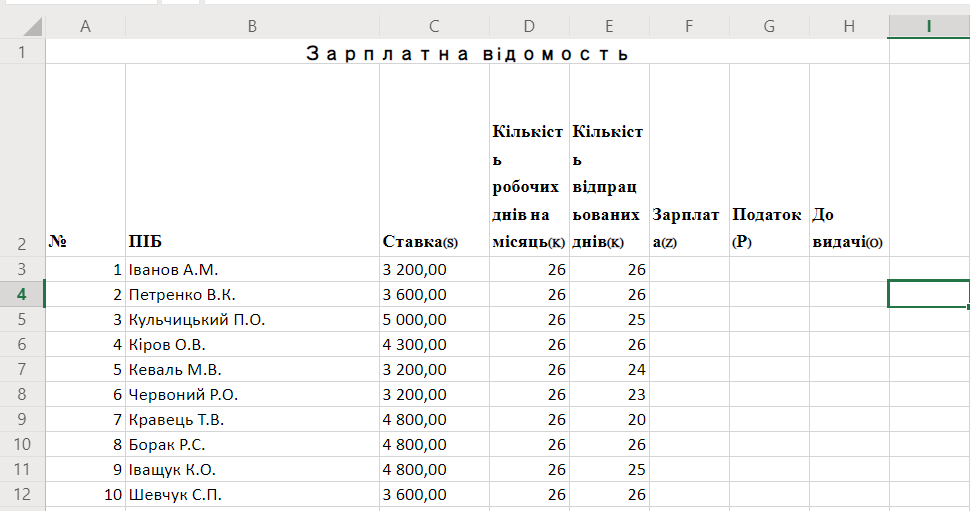 A B C D E F G H I
1 Зарплатна відомость
2 № ПІБ Ставка(S) Кількість робочих днів на місяць(K) Кількість відпрацьованих днів(K) Зарплата(Z) Податок (P) До видачі(O)
3 1 Іванов А.М. 3 200,00 26 26
4 2 Петренко В.К. 3 600,00 26 26
5 3 Кульчицький П.О. 5 000,00 26 25
6 4 Кіров О.В. 4 300,00 26 26
7 5 Кеваль М.В. 3 200,00 26 24
8 6 Червоний Р.О. 3 200,00 26 23
9 7 Кравець Т.В. 4 800,00 26 20
10 8 Борак Р.С. 4 800,00 26 26
11 9 Іващук К.О. 4 800,00 26 25
12 10 Шевчук С.П. 3 600,00 26 26